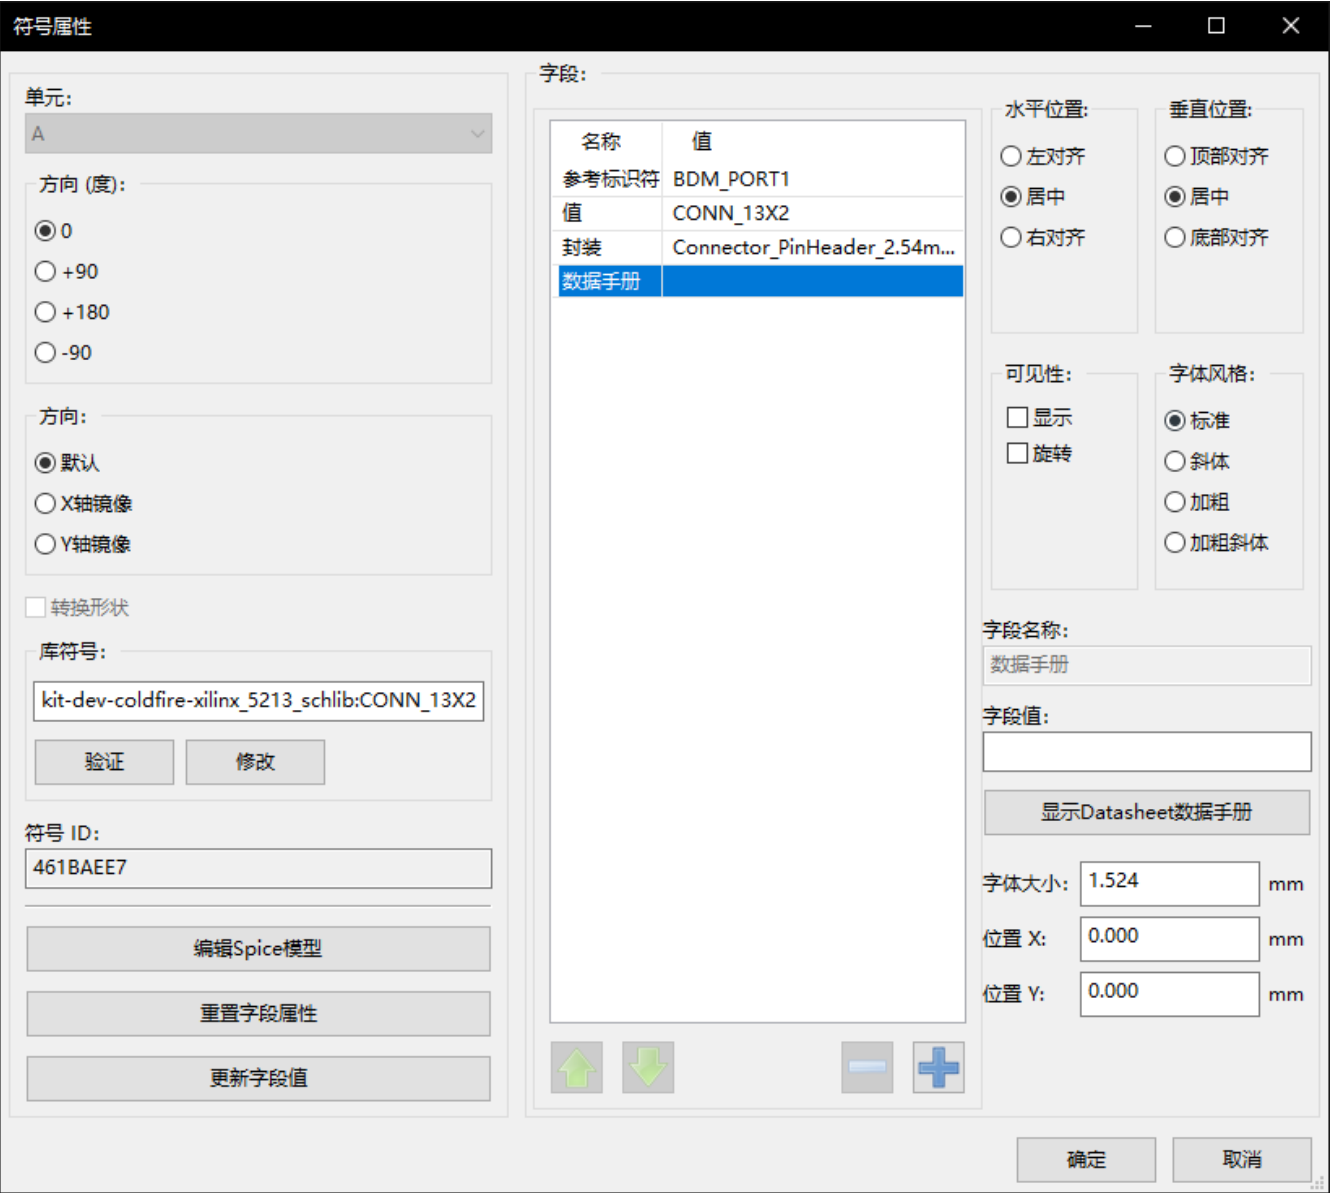 符号属性
单元:
A
方向 (度):
0
+90
+180
-90
方向:
默认
X轴镜像
Y轴镜像
转换形状
库符号:
kit-dev-coldfire-xilinx_5213_schlib:CONN_13X2
验证
修改
符号 ID:
461BAEE7
编辑Spice模型
重置字段属性
更新字段值
字段:
名称 值
参考标识符 BDM_PORT1
值 CONN_13X2
封装 Connector_PinHeader_2.54m...
数据手册
水平位置:
左对齐
居中
右对齐
垂直位置:
顶部对齐
居中
底部对齐
可见性:
显示
旋转
字体风格:
标准
斜体
加粗
加粗斜体
字段名称:
数据手册
字段值:
显示Datasheet数据手册
字体大小: 1.524 mm
位置 X: 0.000 mm
位置 Y: 0.000 mm
确定
取消